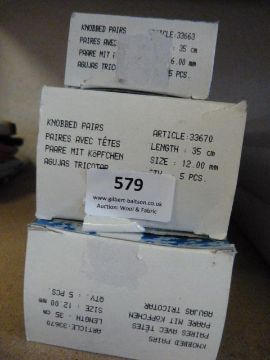 KNOBBED PAIRS ARTICLE:33663
PAIRES AVEC
PAARE MIT : 35 cm
AGUJAS TRICO 6.00 mm
5 PCS.
KNOBBED PAIRS
PAIRES AVEC TÊTES ARTICLE:33670
PAARE MIT KÖPFCHEN LENGTH : 35 cm
AGUJAS TRICOTAR SIZE : 12.00 mm
5 PCS.
579
www.gilbert-baitson.co.uk
Auction: Wool & Fabric
KNOBBED PAIRS
PAIRES AVEC TÊTES
PAARE MIT KÖPFCHEN
AGUJAS TRICOTAR
ARTICLE:33670
LENGTH : 35 cm
SIZE : 12.00 mm
QTY. : 5 PCS